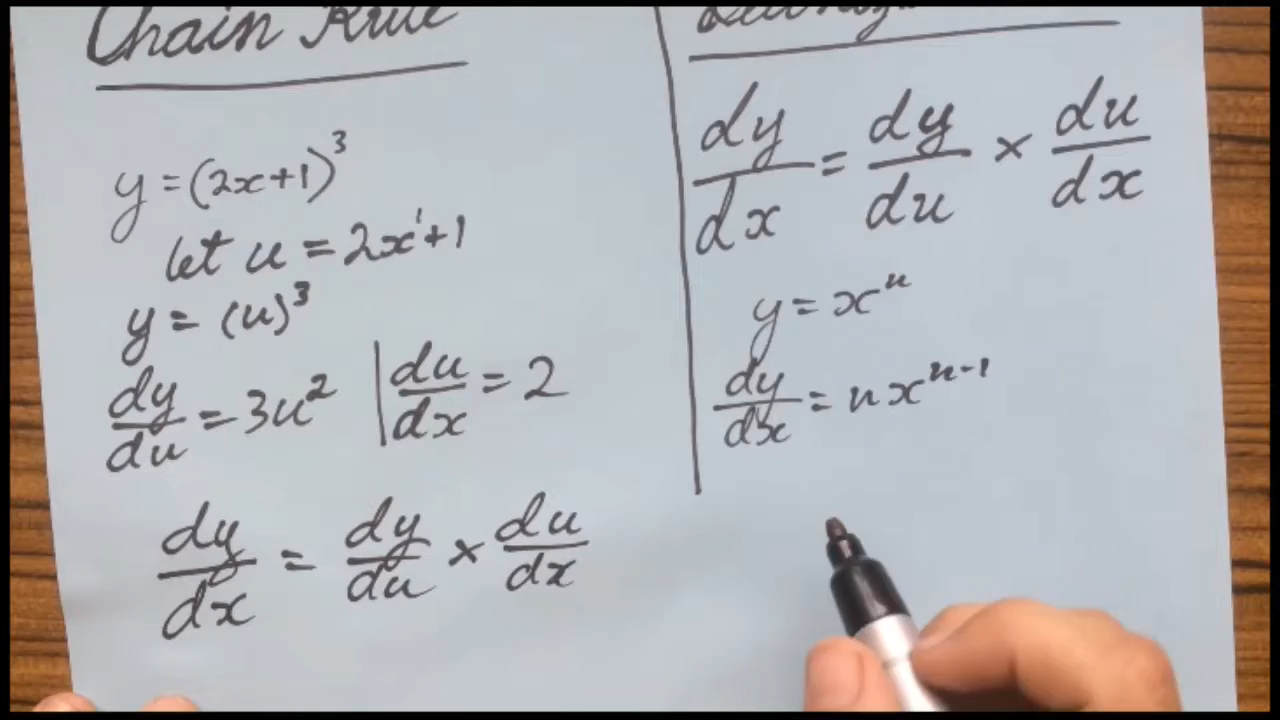 Chain Rule
y = (2x+1)³
let u = 2x¹+1
y = (u)³
dy/du = 3u² | du/dx = 2
dy/dx = dy/du × du/dx
dy/dx = dy/du × du/dx
y = xⁿ
dy/dx = nxⁿ⁻¹